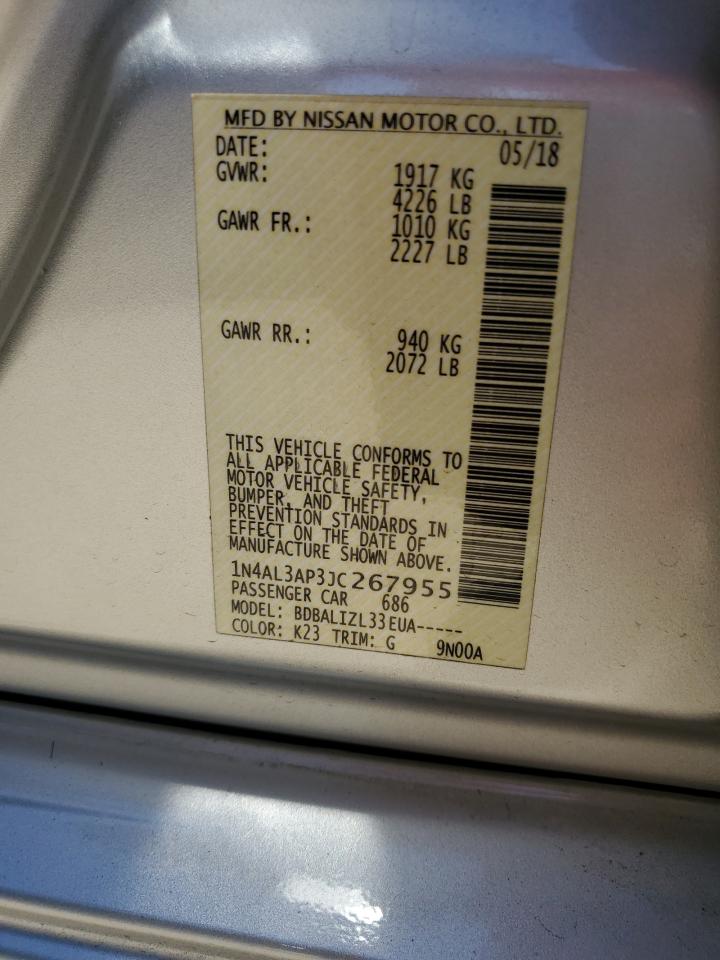 MFD BY NISSAN MOTOR CO., LTD.
DATE: 05/18
GVWR: 1917 KG
4226 LB
GAWR FR.: 1010 KG
2227 LB
GAWR RR.: 940 KG
2072 LB
THIS VEHICLE CONFORMS TO
ALL APPLICABLE FEDERAL
MOTOR VEHICLE SAFETY,
BUMPER, AND THEFT
PREVENTION STANDARDS IN
EFFECT ON THE DATE OF
MANUFACTURE SHOWN ABOVE.
1N4AL3AP3JC267955
PASSENGER CAR 686
MODEL: BDBALIZL33EUA-----
COLOR: K23 TRIM: G 9N00A